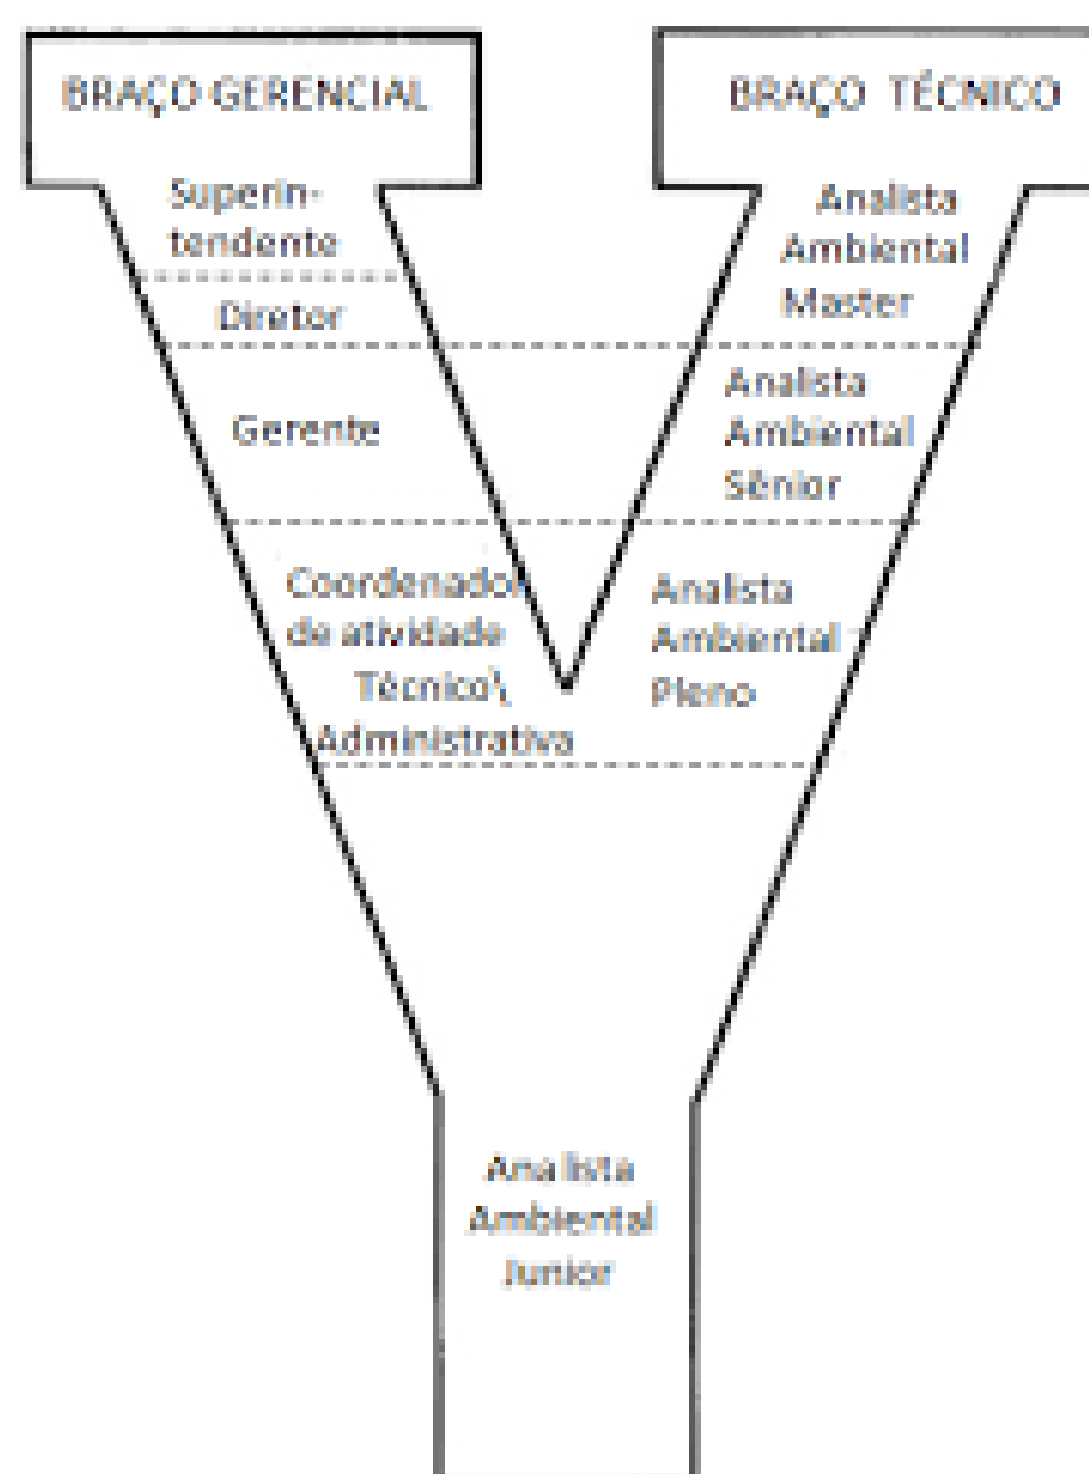 BRAÇO GERENCIAL
Superin-
tendente
Diretor
Gerente
Coordenador
de atividade
Técnico\
Administrativa
BRAÇO TÉCNICO
Analista
Ambiental
Master
Analista
Ambiental
Sênior
Analista
Ambiental
Pleno
Analista
Ambiental
Junior